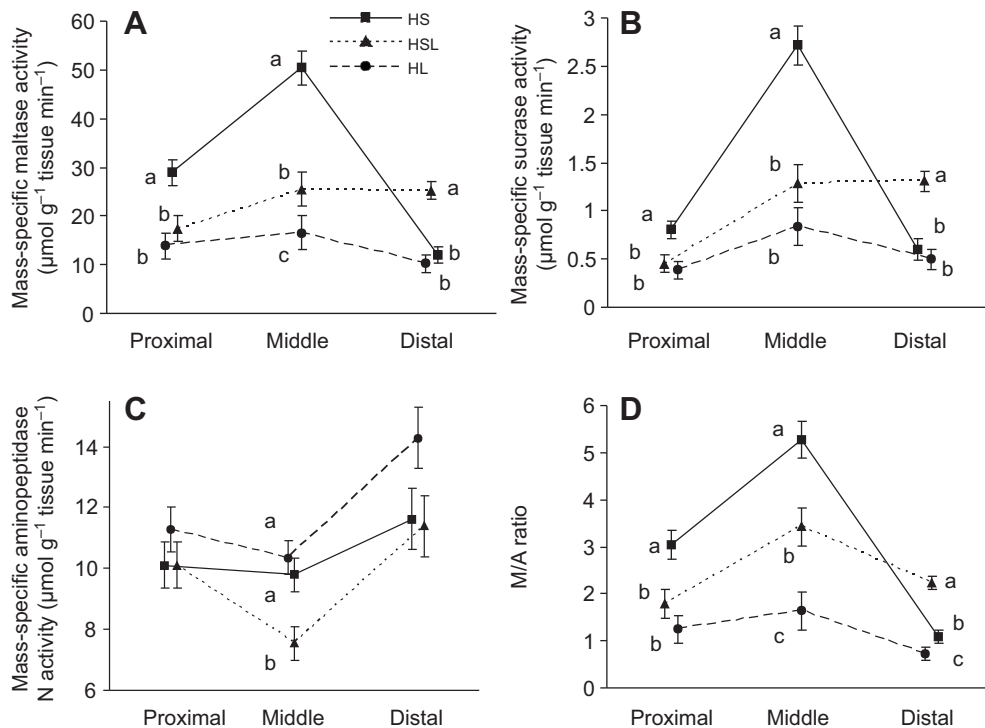 A
HS
HSL
HL
Mass-specific maltase activity
(µmol g⁻¹ tissue min⁻¹)
60
50
40
30
20
10
0
a
a
b
b
b
c
a
b
b
Proximal Middle Distal
B
Mass-specific sucrase activity
(µmol g⁻¹ tissue min⁻¹)
3
2.5
2
1.5
1
0.5
0
a
a
b
b
b
b
a
b
b
Proximal Middle Distal
C
Mass-specific aminopeptidase
N activity (µmol g⁻¹ tissue min⁻¹)
14
12
10
8
6
a
a
b
Proximal Middle Distal
D
M/A ratio
6
5
4
3
2
1
0
a
a
b
b
b
c
a
b
c
Proximal Middle Distal